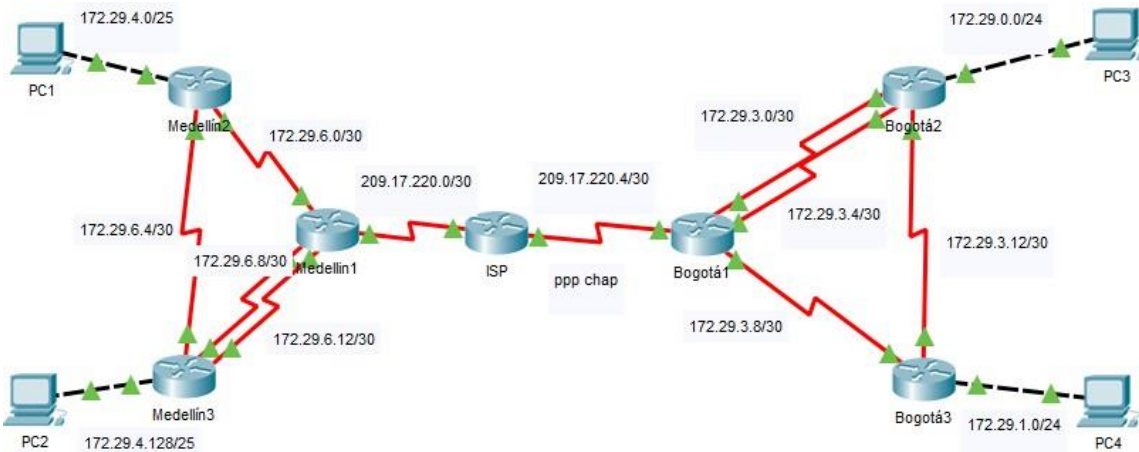 172.29.4.0/25
172.29.0.0/24
PC1
PC3
Medellín2
Bogotá2
172.29.6.0/30
172.29.3.0/30
209.17.220.0/30
209.17.220.4/30
172.29.6.4/30
172.29.3.4/30
172.29.3.12/30
172.29.6.8/30
Medellín1
ISP
ppp chap
Bogotá1
172.29.6.12/30
172.29.3.8/30
Medellín3
Bogotá3
PC2
172.29.4.128/25
172.29.1.0/24
PC4